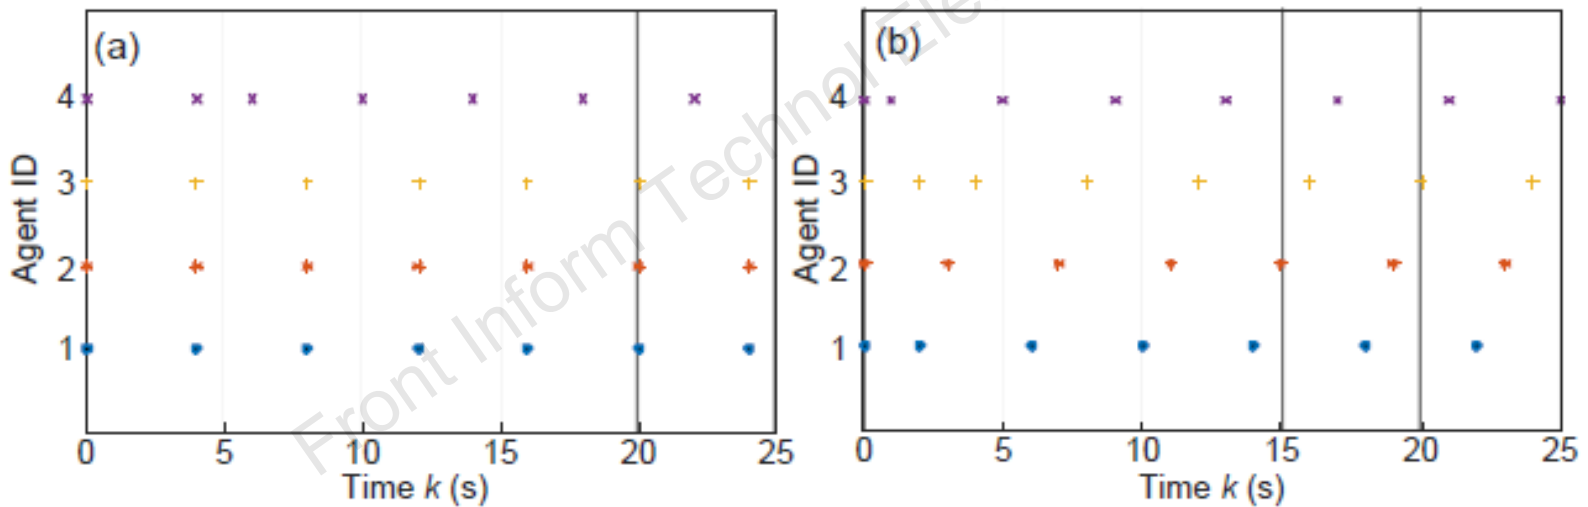 (a)
4
3
2
1
Agent ID
0 5 10 15 20 25
Time k (s)
(b)
4
3
2
1
Agent ID
0 5 10 15 20 25
Time k (s)
Front Inform Technol Ele